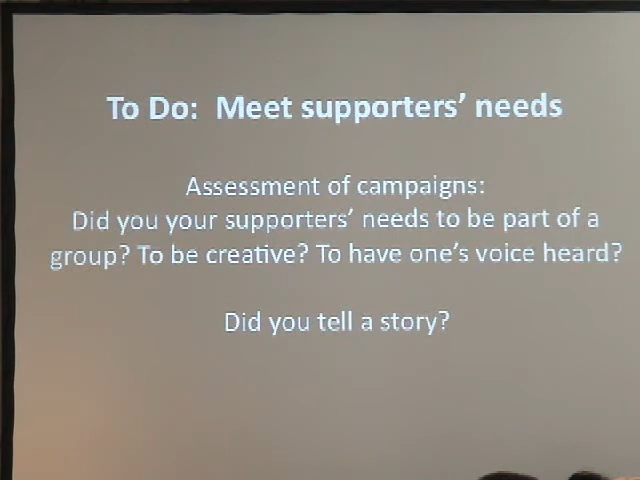 To Do:  Meet supporters’ needs
Assessment of campaigns:
Did you your supporters’ needs to be part of a
group? To be creative? To have one’s voice heard?
Did you tell a story?